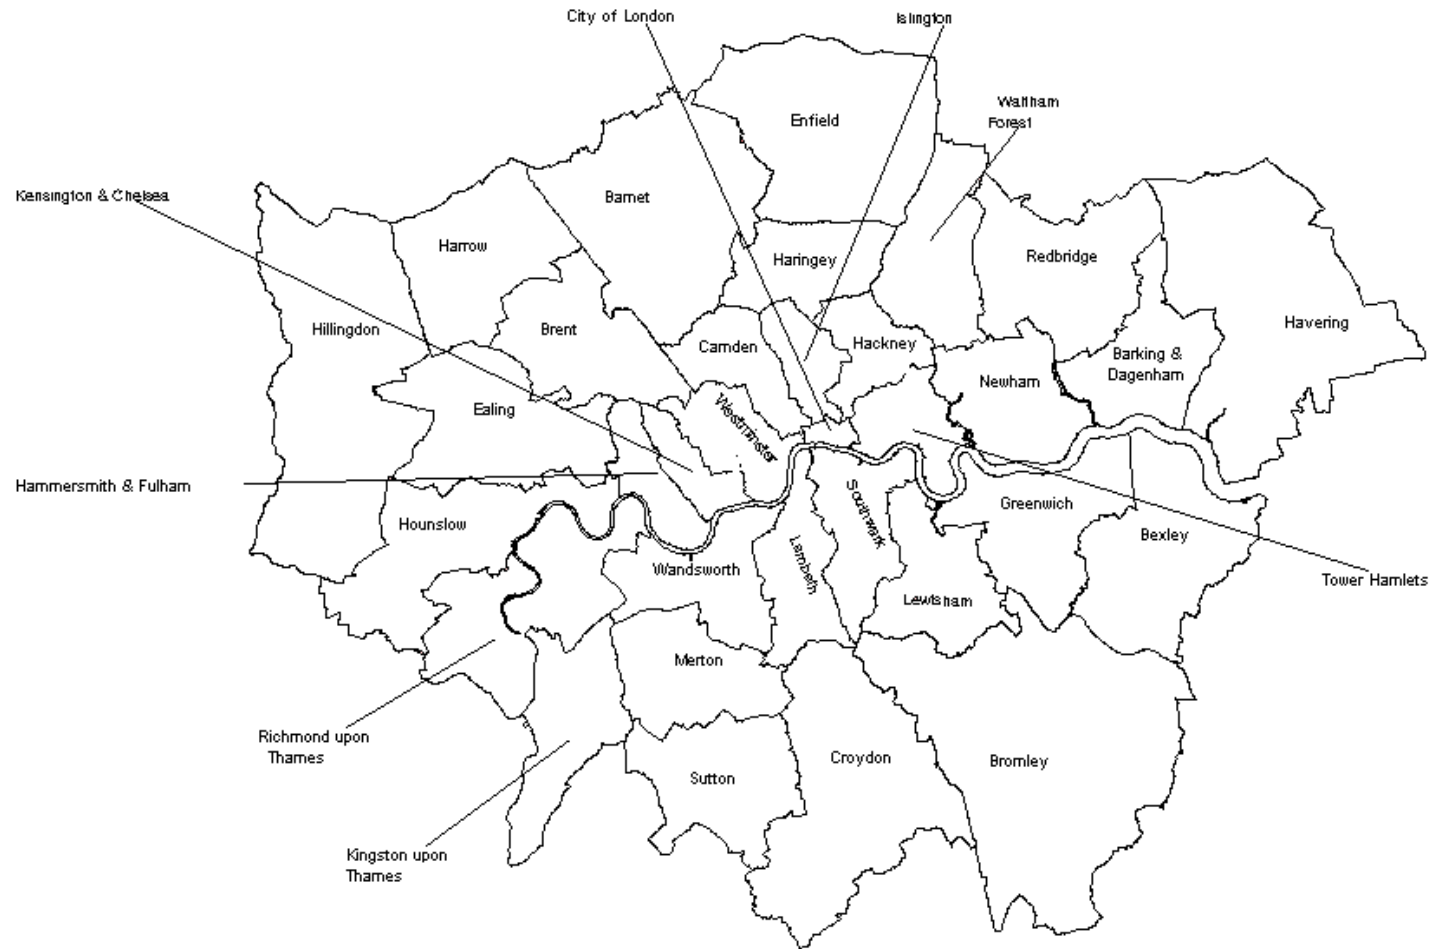 City of London
Islington
Waltham
Forest
Enfield
Kensington & Chelsea
Barnet
Harrow
Haringey
Redbridge
Hillingdon
Brent
Havering
Camden
Hackney
Barking &
Dagenham
Newham
Ealing
Westminster
Hammersmith & Fulham
Hounslow
Greenwich
Southwark
Bexley
Lambeth
Wandsworth
Tower Hamlets
Lewisham
Merton
Richmond upon
Thames
Croydon
Bromley
Sutton
Kingston upon
Thames